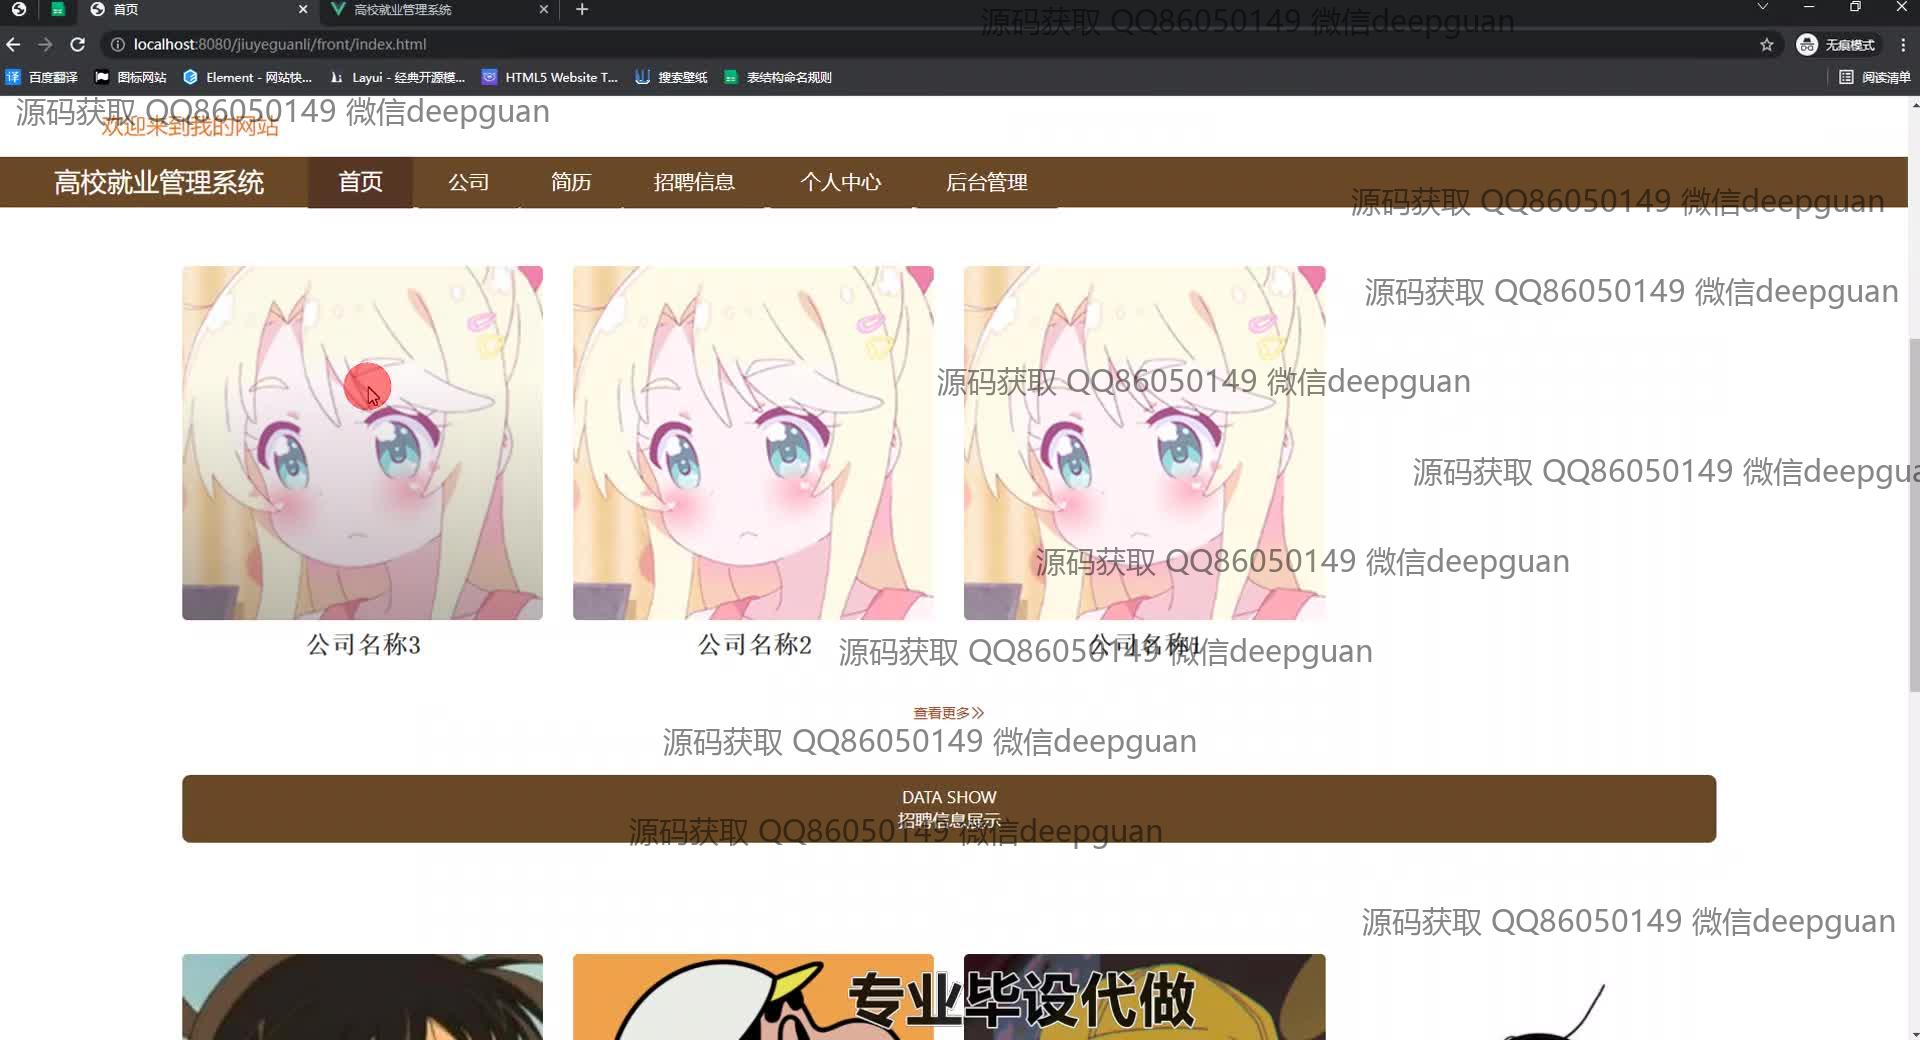 首页
高校就业管理系统
源码获取 QQ86050149 微信deepguan
localhost:8080/jiuyeguanli/front/index.html
无痕模式
百度翻译
图标网站
Element - 网站快...
Layui - 经典开源模...
HTML5 Website T...
搜索壁纸
表结构命名规则
阅读清单
源码获取 QQ86050149 微信deepguan
欢迎来到我的网站
高校就业管理系统
首页
公司
简历
招聘信息
个人中心
后台管理
源码获取 QQ86050149 微信deepguan
源码获取 QQ86050149 微信deepguan
源码获取 QQ86050149 微信deepguan
源码获取 QQ86050149 微信deepgua
源码获取 QQ86050149 微信deepguan
公司名称3
公司名称2
公司名称1
源码获取 QQ86050149 微信deepguan
查看更多
源码获取 QQ86050149 微信deepguan
DATA SHOW
招聘信息展示
源码获取 QQ86050149 微信deepguan
源码获取 QQ86050149 微信deepguan
专业毕设代做